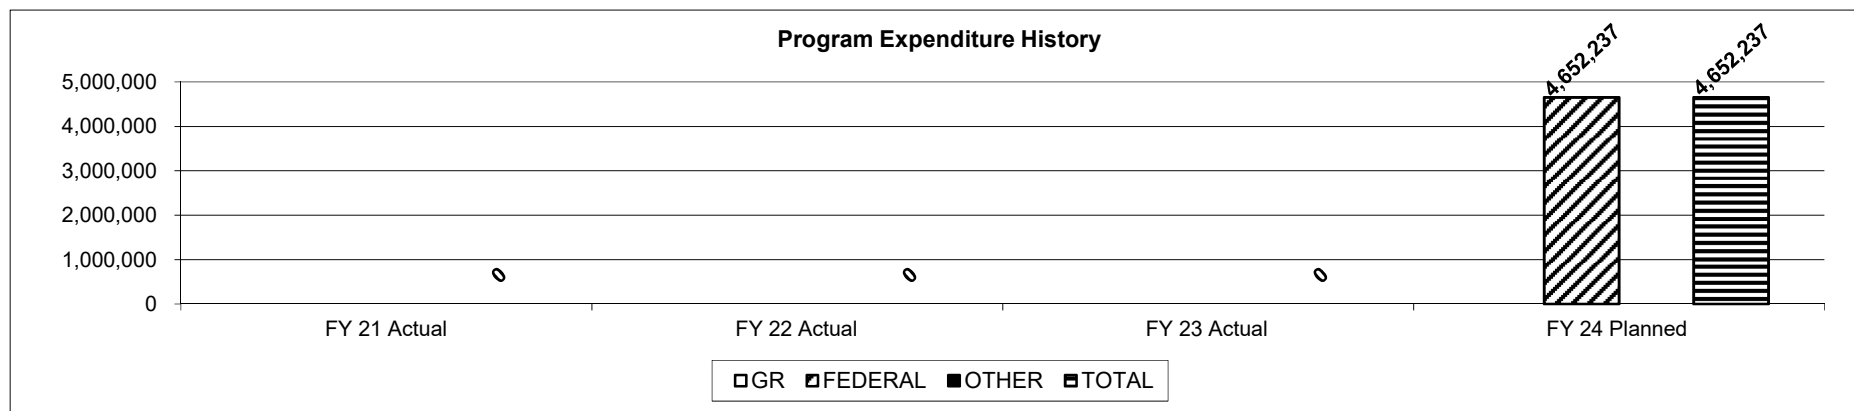 Program Expenditure History
4,652,237
4,652,237
5,000,000
4,000,000
3,000,000
2,000,000
1,000,000
0
0
0
0
FY 21 Actual
FY 22 Actual
FY 23 Actual
FY 24 Planned
GR FEDERAL OTHER TOTAL